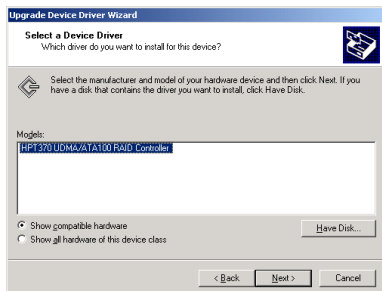 Upgrade Device Driver Wizard
Select a Device Driver
Which driver do you want to install for this device?
Select the manufacturer and model of your hardware device and then click Next. If you
have a disk that contains the driver you want to install, click Have Disk.
Models:
HPT370 UDMA/ATA100 RAID Controller
Show compatible hardware
Show all hardware of this device class
Have Disk...
< Back
Next >
Cancel